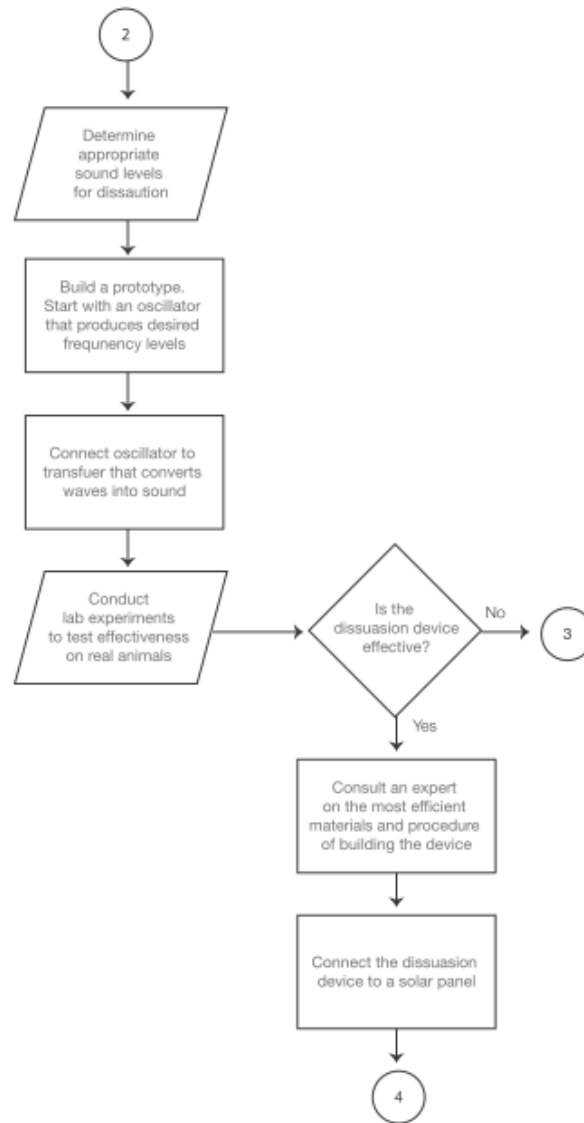 2
Determine
appropriate
sound levels
for dissaution
Build a prototype.
Start with an oscillator
that produces desired
frequnency levels
Connect oscillator to
transfuer that converts
waves into sound
Conduct
lab experiments
to test effectiveness
on real animals
Is the
dissuasion device
effective?
No
3
Yes
Consult an expert
on the most efficient
materials and procedure
of building the device
Connect the dissuasion
device to a solar panel
4